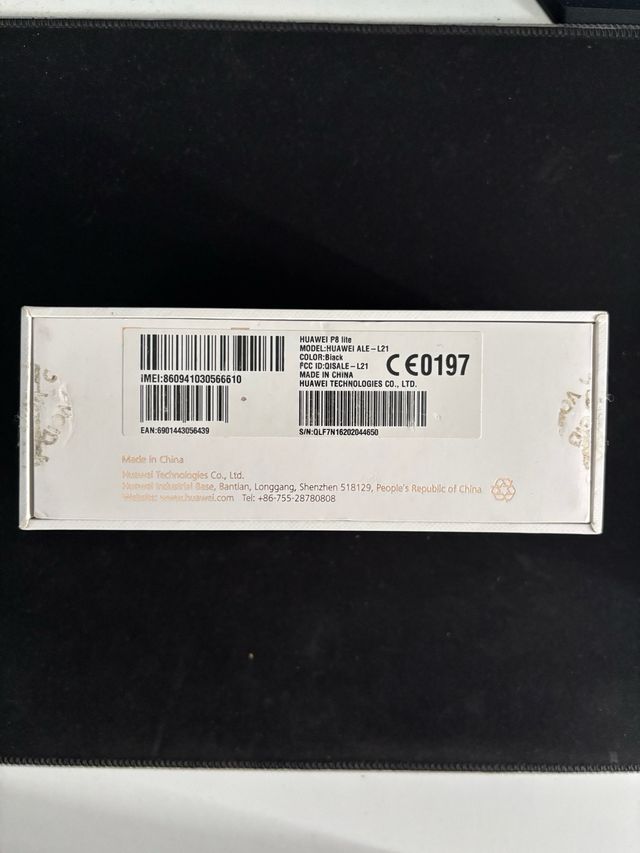 HUAWEI P8 lite
MODEL:HUAWEI ALE-L21
COLOR:Black
FCC ID:QISALE-L21
MADE IN CHINA
HUAWEI TECHNOLOGIES CO., LTD.
CE0197
IMEI:860941030566610
EAN:6901443056439
S/N:QLF7N16202044650
Made in China
Huawei Technologies Co., Ltd.
Huawei Industrial Base, Bantian, Longgang, Shenzhen 518129, People's Republic of China
Website: www.huawei.com Tel: +86-755-28780808